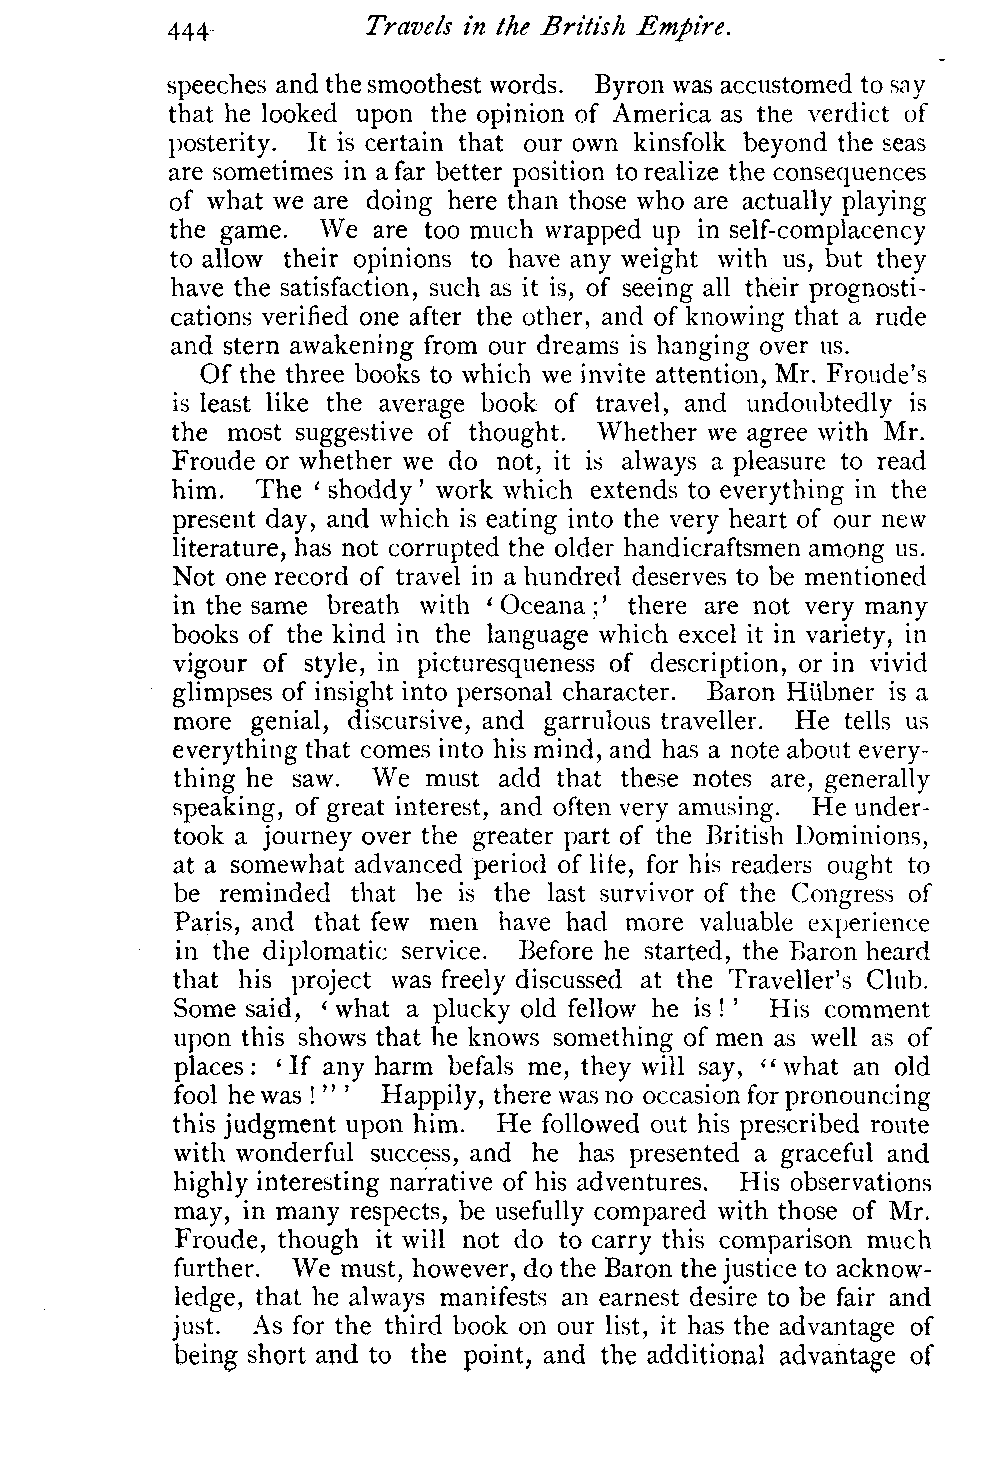 444 Travels in the British Empire.
speeches and the smoothest words. Byron was accustomed to say
that he looked upon the opinion of America as the verdict of
posterity. It is certain that our own kinsfolk beyond the seas
are sometimes in a far better position to realize the consequences
of what we are doing here than those who are actually playing
the game. We are too much wrapped up in self-complacency
to allow their opinions to have any weight with us, but they
have the satisfaction, such as it is, of seeing all their prognosti-
cations verified one after the other, and of knowing that a rude
and stern awakening from our dreams is hanging over us.
Of the three books to which we invite attention, Mr. Froude's
is least like the average book of travel, and undoubtedly is
the most suggestive of thought. Whether we agree with Mr.
Froude or whether we do not, it is always a pleasure to read
him. The ‘shoddy’ work which extends to everything in the
present day, and which is eating into the very heart of our new
literature, has not corrupted the older handicraftsmen among us.
Not one record of travel in a hundred deserves to be mentioned
in the same breath with ‘Oceana;’ there are not very many
books of the kind in the language which excel it in variety, in
vigour of style, in picturesqueness of description, or in vivid
glimpses of insight into personal character. Baron Hübner is a
more genial, discursive, and garrulous traveller. He tells us
everything that comes into his mind, and has a note about every-
thing he saw. We must add that these notes are, generally
speaking, of great interest, and often very amusing. He under-
took a journey over the greater part of the British Dominions,
at a somewhat advanced period of life, for his readers ought to
be reminded that he is the last survivor of the Congress of
Paris, and that few men have had more valuable experience
in the diplomatic service. Before he started, the Baron heard
that his project was freely discussed at the Traveller's Club.
Some said, ‘what a plucky old fellow he is!’ His comment
upon this shows that he knows something of men as well as of
places: ‘If any harm befals me, they will say, “what an old
fool he was!”’ Happily, there was no occasion for pronouncing
this judgment upon him. He followed out his prescribed route
with wonderful success, and he has presented a graceful and
highly interesting narrative of his adventures. His observations
may, in many respects, be usefully compared with those of Mr.
Froude, though it will not do to carry this comparison much
further. We must, however, do the Baron the justice to acknow-
ledge, that he always manifests an earnest desire to be fair and
just. As for the third book on our list, it has the advantage of
being short and to the point, and the additional advantage of